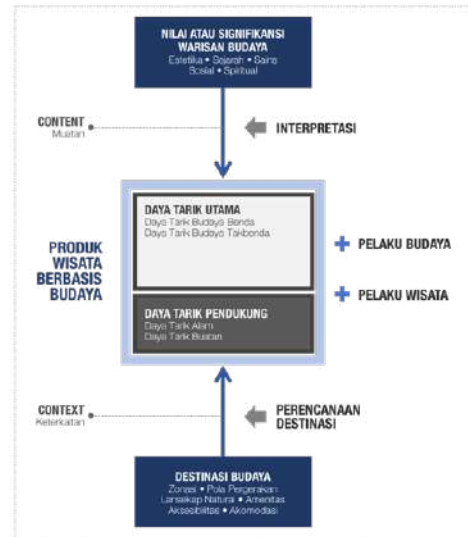 NILAI ATAU SIGNIFIKANSI
WARISAN BUDAYA
Estetika • Sejarah • Sains
Sosial • Spiritual
CONTENT
Muatan
INTERPRETASI
DAYA TARIK UTAMA
Daya Tarik Budaya Benda
Daya Tarik Budaya Takbenda
PRODUK
WISATA
BERBASIS
BUDAYA
PELAKU BUDAYA
PELAKU WISATA
DAYA TARIK PENDUKUNG
Daya Tarik Alam
Daya Tarik Buatan
CONTEXT
Keterkaitan
PERENCANAAN
DESTINASI
DESTINASI BUDAYA
Zonasi • Pola Pergerakan
Lansekap Natural • Amenitas
Aksesibilitas • Akomodasi